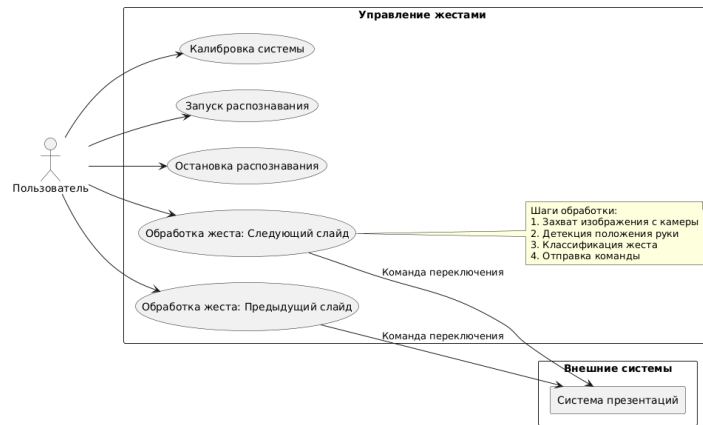 Управление жестами
Калибровка системы
Запуск распознавания
Пользователь
Остановка распознавания
Обработка жеста: Следующий слайд
Шаги обработки:
1. Захват изображения с камеры
2. Детекция положения руки
3. Классификация жеста
4. Отправка команды
Команда переключения
Обработка жеста: Предыдущий слайд
Команда переключения
Внешние системы
Система презентаций